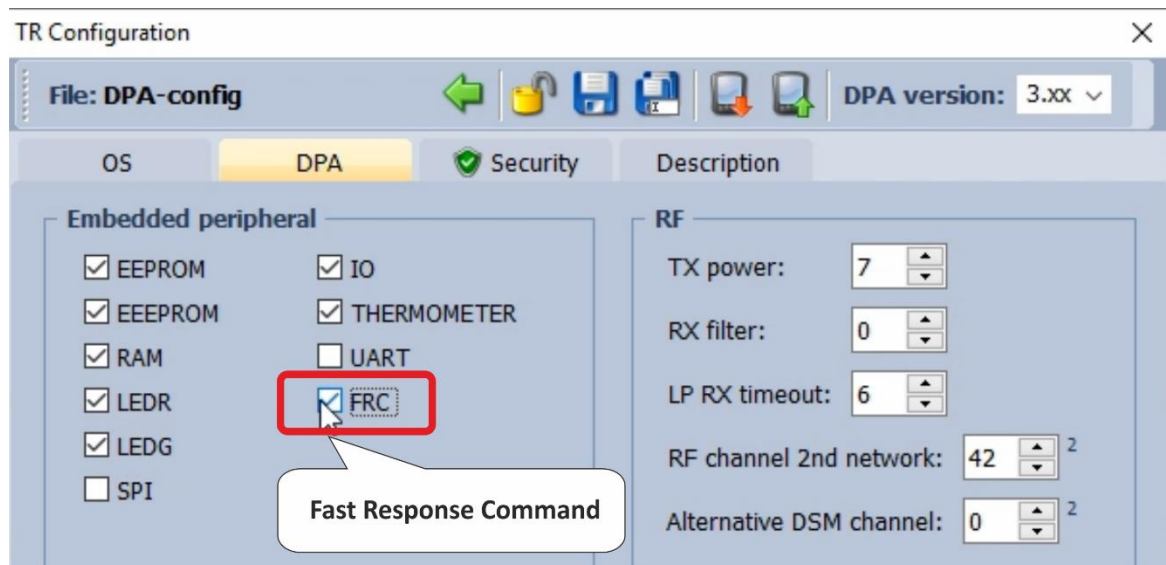 TR Configuration
File: DPA-config
DPA version: 3.xx
OS
DPA
Security
Description
Embedded peripheral
EEPROM
IO
EEEPROM
THERMOMETER
RAM
UART
LEDR
FRC
LEDG
SPI
Fast Response Command
RF
TX power: 7
RX filter: 0
LP RX timeout: 6
RF channel 2nd network: 42 2
Alternative DSM channel: 0 2